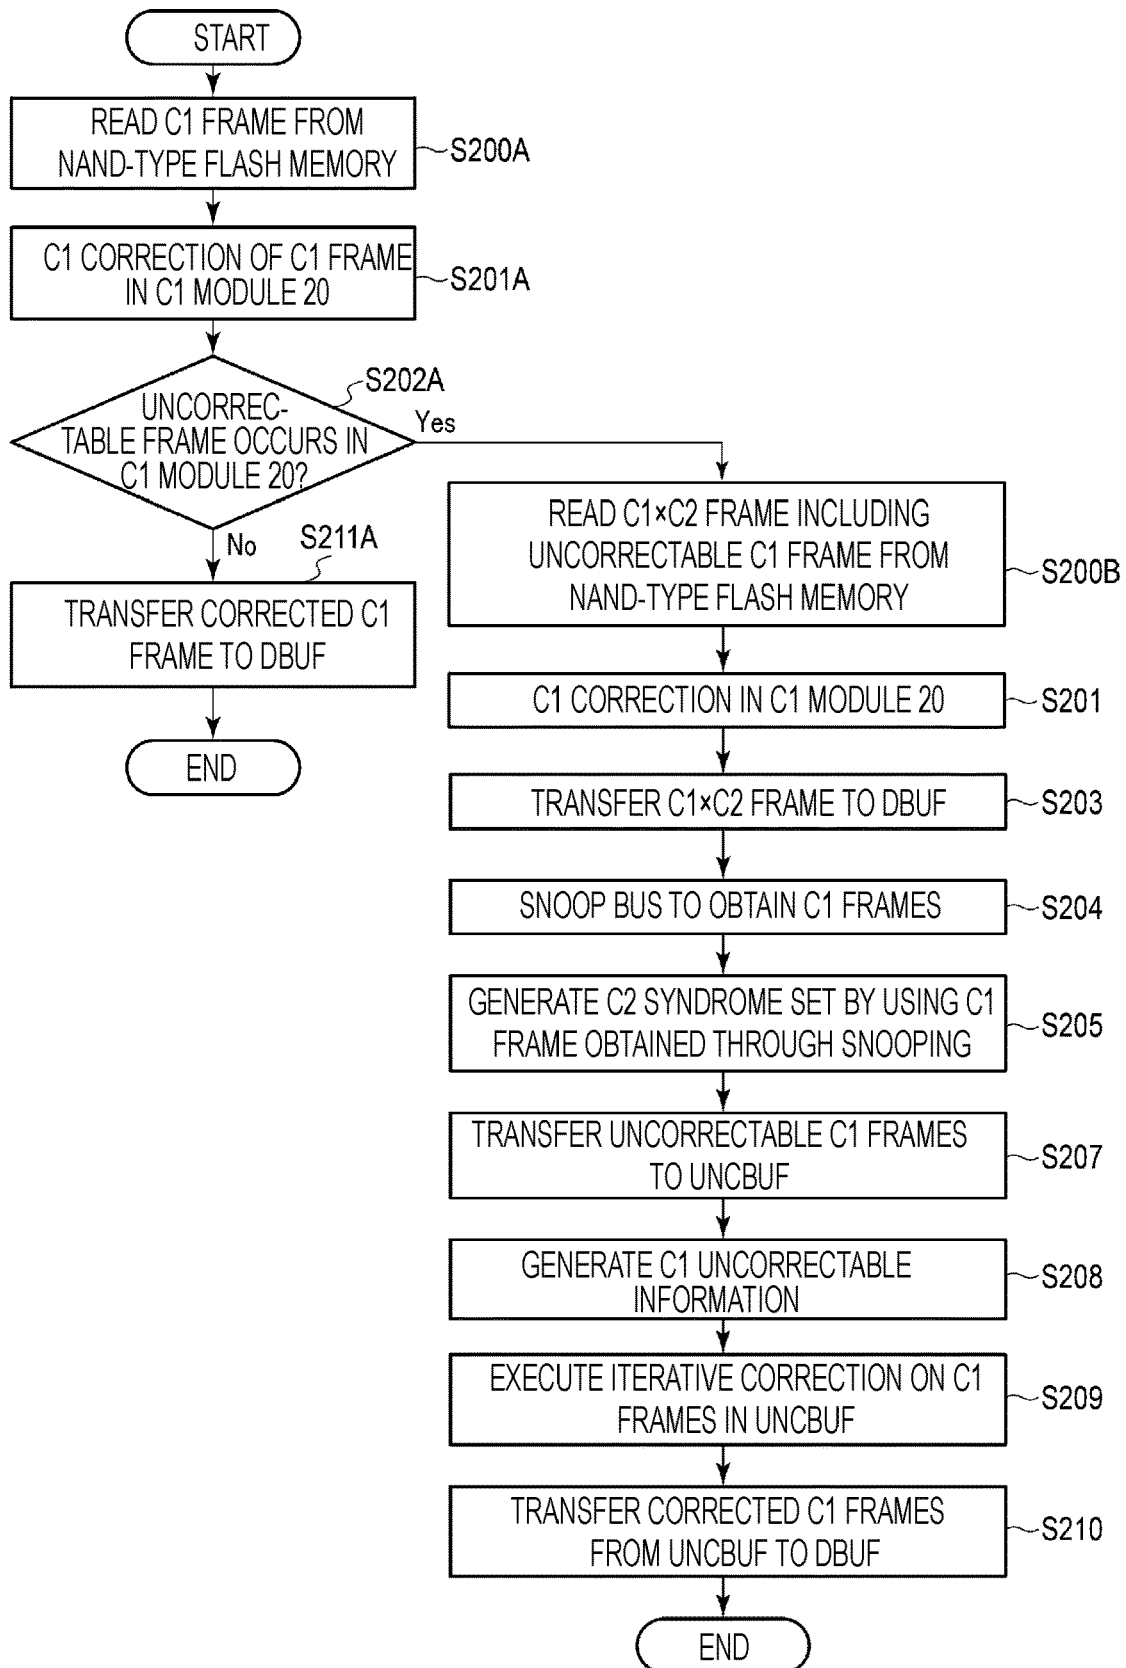 START
READ C1 FRAME FROM
NAND-TYPE FLASH MEMORY
S200A
C1 CORRECTION OF C1 FRAME
IN C1 MODULE 20
S201A
S202A
UNCORREC-
TABLE FRAME OCCURS IN
C1 MODULE 20?
Yes
No
S211A
TRANSFER CORRECTED C1
FRAME TO DBUF
END
READ C1×C2 FRAME INCLUDING
UNCORRECTABLE C1 FRAME FROM
NAND-TYPE FLASH MEMORY
S200B
C1 CORRECTION IN C1 MODULE 20
S201
TRANSFER C1×C2 FRAME TO DBUF
S203
SNOOP BUS TO OBTAIN C1 FRAMES
S204
GENERATE C2 SYNDROME SET BY USING C1
FRAME OBTAINED THROUGH SNOOPING
S205
TRANSFER UNCORRECTABLE C1 FRAMES
TO UNCBUF
S207
GENERATE C1 UNCORRECTABLE
INFORMATION
S208
EXECUTE ITERATIVE CORRECTION ON C1
FRAMES IN UNCBUF
S209
TRANSFER CORRECTED C1 FRAMES
FROM UNCBUF TO DBUF
S210
END